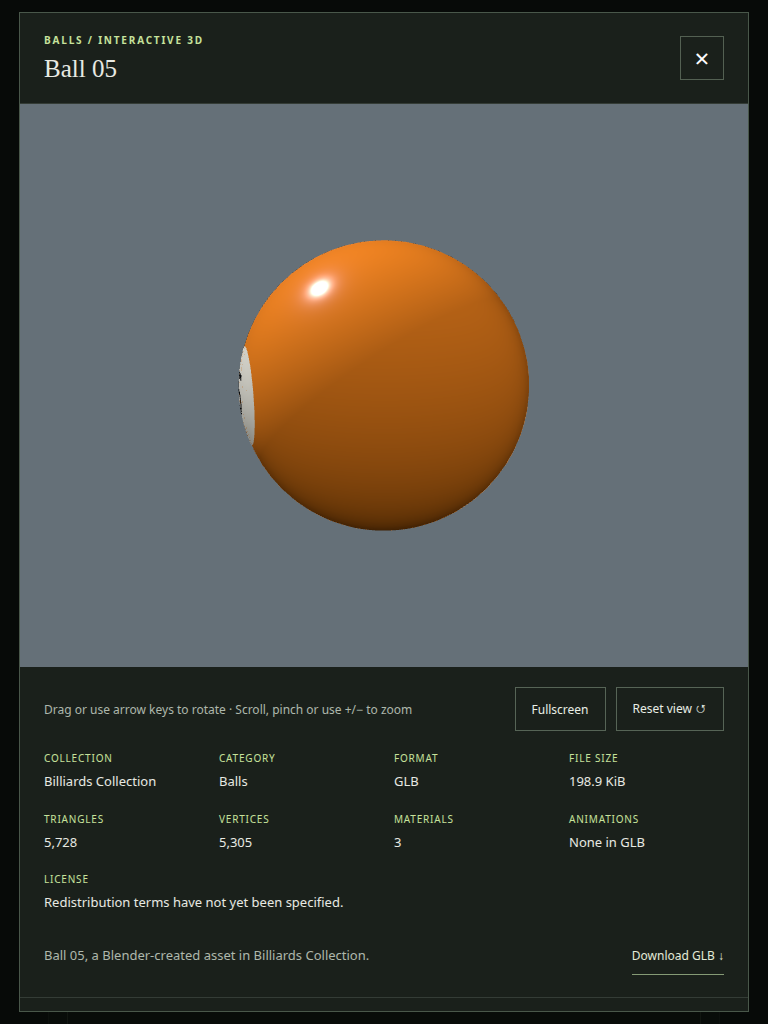 BALLS / INTERACTIVE 3D
Ball 05
✕
Drag or use arrow keys to rotate · Scroll, pinch or use +/− to zoom
Fullscreen
Reset view ↺
COLLECTION
Billiards Collection
CATEGORY
Balls
FORMAT
GLB
FILE SIZE
198.9 KiB
TRIANGLES
5,728
VERTICES
5,305
MATERIALS
3
ANIMATIONS
None in GLB
LICENSE
Redistribution terms have not yet been specified.
Ball 05, a Blender-created asset in Billiards Collection.
Download GLB ↓